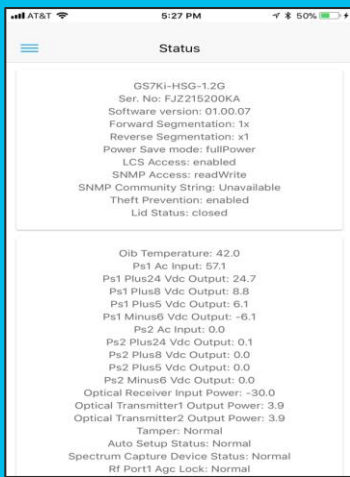 AT&T 5:27 PM 50%
Status
GS7Ki-HSG-1.2G
Ser. No: FJZ215200KA
Software version: 01.00.07
Forward Segmentation: 1x
Reverse Segmentation: x1
Power Save mode: fullPower
LCS Access: enabled
SNMP Access: readWrite
SNMP Community String: Unavailable
Theft Prevention: enabled
Lid Status: closed
Oib Temperature: 42.0
Ps1 Ac Input: 57.1
Ps1 Plus24 Vdc Output: 24.7
Ps1 Plus8 Vdc Output: 8.8
Ps1 Plus5 Vdc Output: 6.1
Ps1 Minus6 Vdc Output: -6.1
Ps2 Ac Input: 0.0
Ps2 Plus24 Vdc Output: 0.1
Ps2 Plus8 Vdc Output: 0.0
Ps2 Plus5 Vdc Output: 0.0
Ps2 Minus6 Vdc Output: 0.0
Optical Receiver Input Power: -30.0
Optical Transmitter1 Output Power: 3.9
Optical Transmitter2 Output Power: 3.9
Tamper: Normal
Auto Setup Status: Normal
Spectrum Capture Device Status: Normal
Rf Port1 Agc Lock: Normal